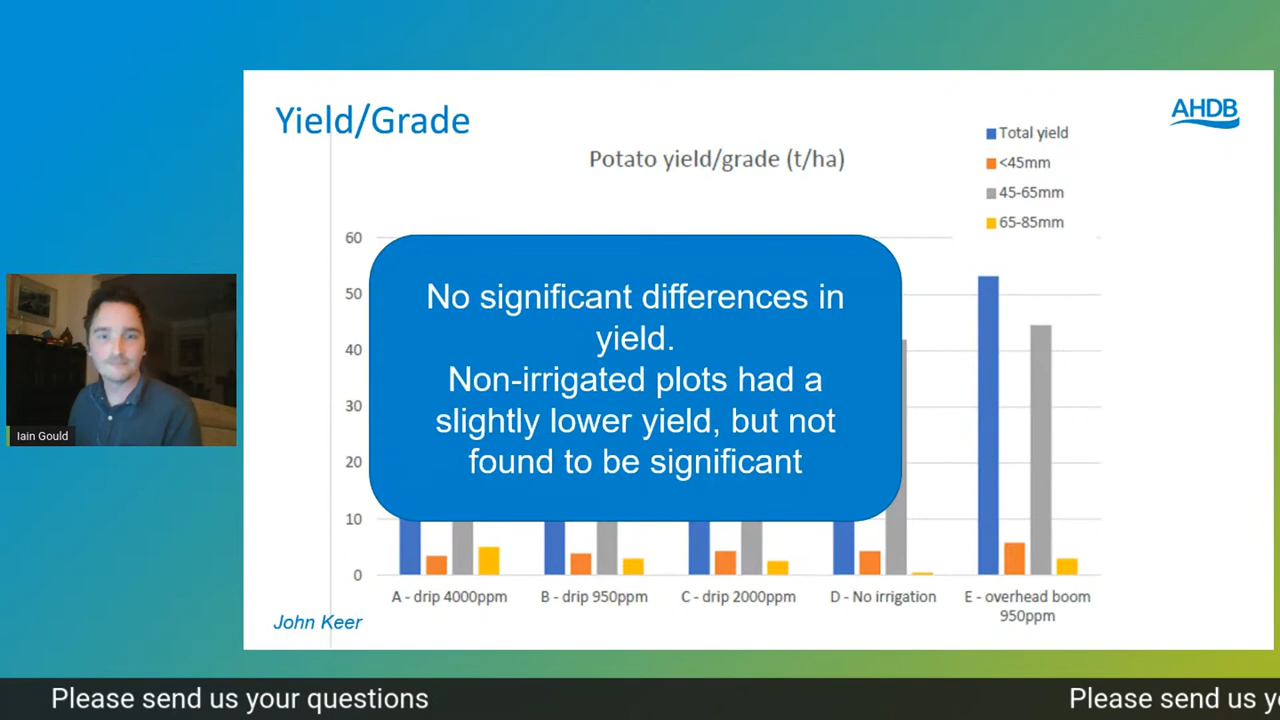 Yield/Grade
AHDB
Potato yield/grade (t/ha)
Total yield
<45mm
45-65mm
65-85mm
60
50
40
30
20
10
0
No significant differences in
yield.
Non-irrigated plots had a
slightly lower yield, but not
found to be significant
A - drip 4000ppm
B - drip 950ppm
C - drip 2000ppm
D - No irrigation
E - overhead boom
950ppm
John Keer
Iain Gould
Please send us your questions
Please send us yo